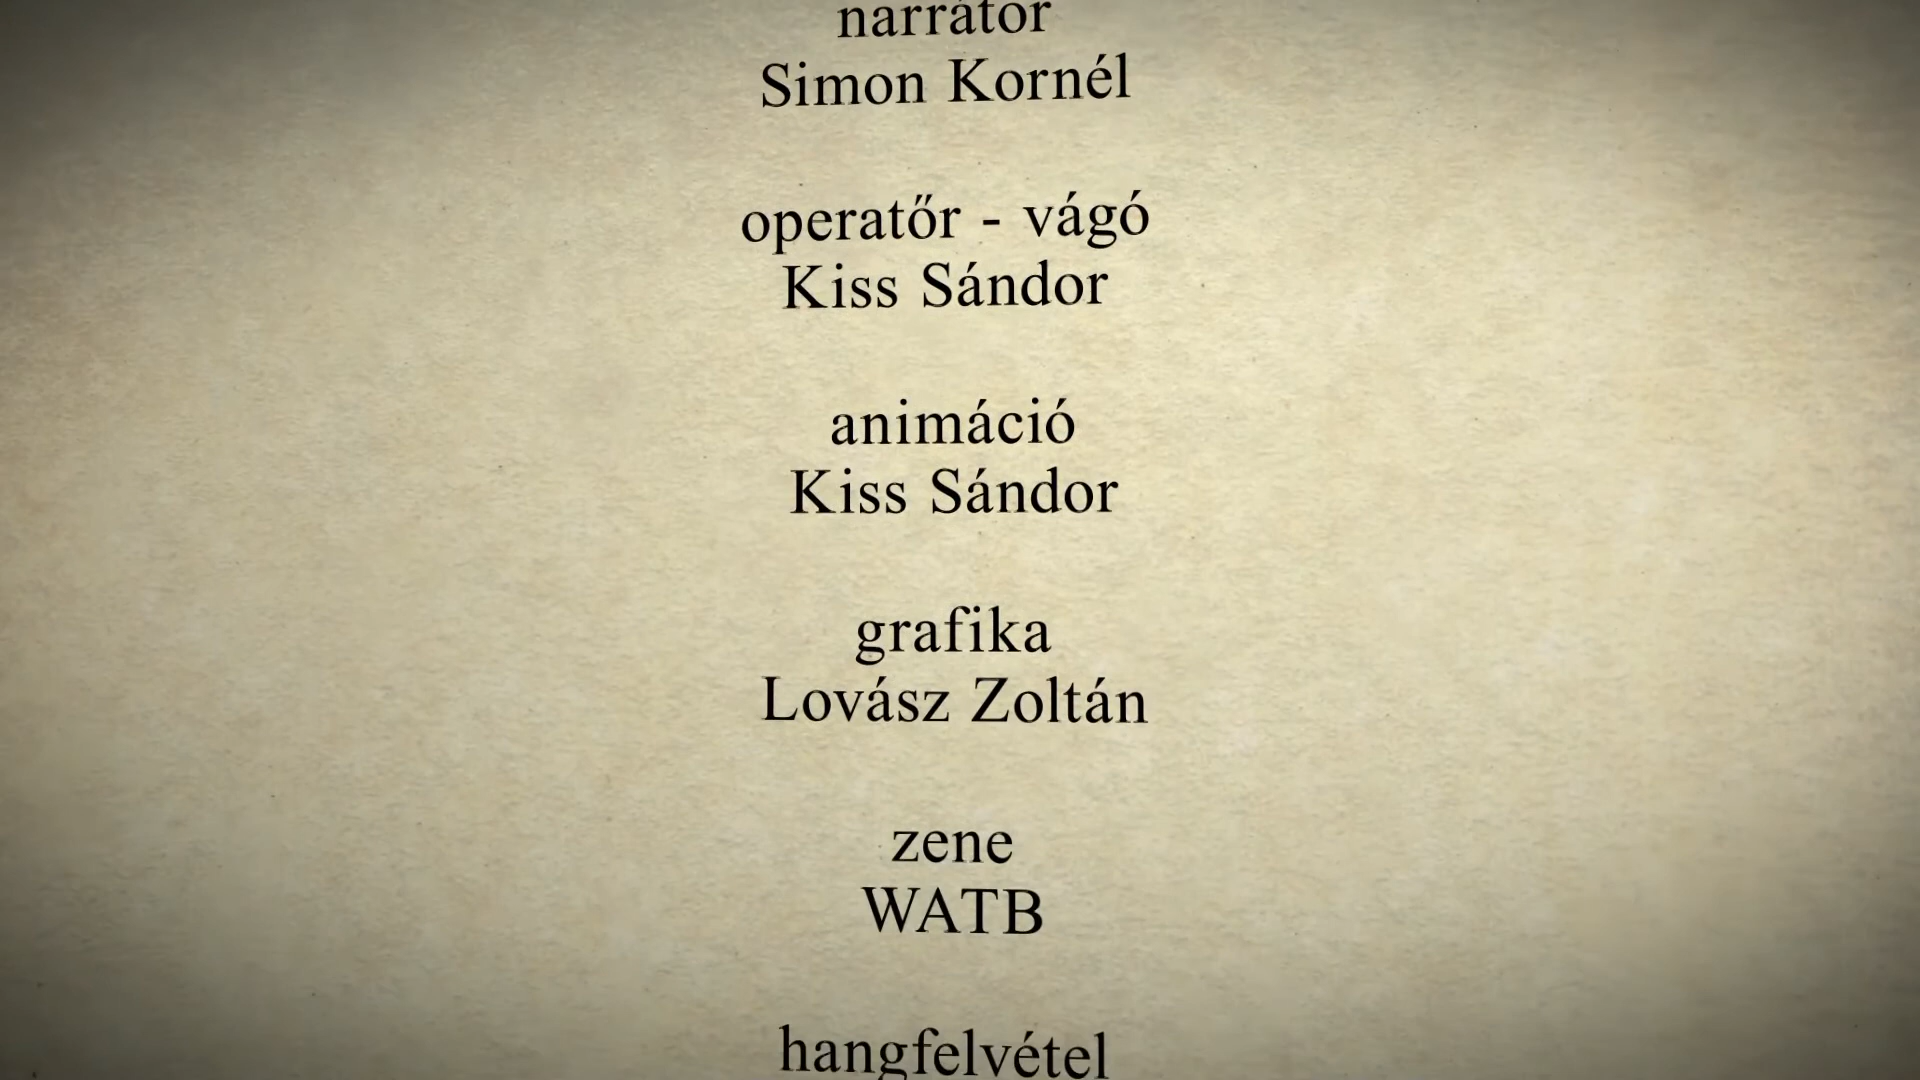 narrátor
Simon Kornél
operatőr - vágó
Kiss Sándor
animáció
Kiss Sándor
grafika
Lovász Zoltán
zene
WATB
hangfelvétel